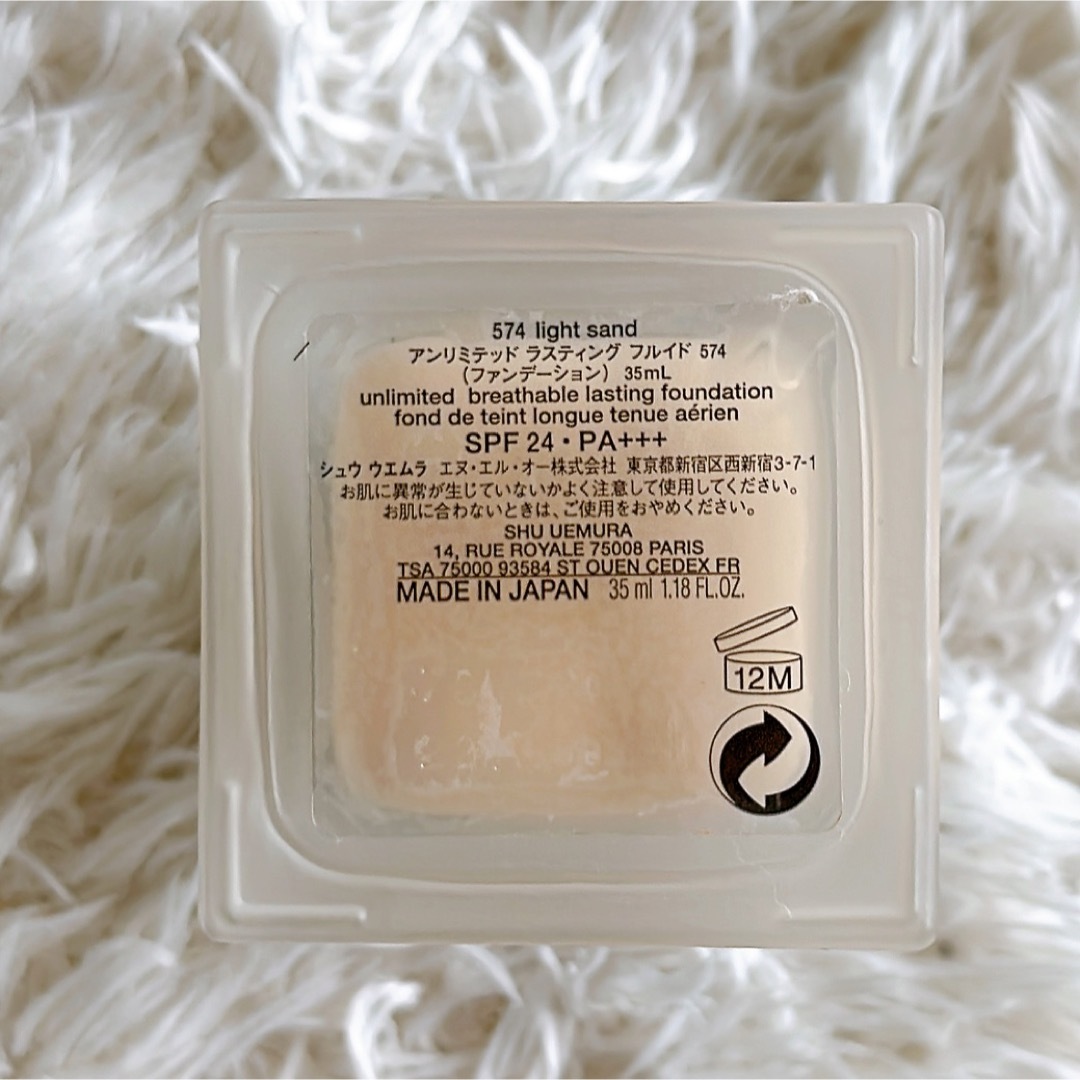 574 light sand
アンリミテッド ラスティング フルイド 574
（ファンデーション） 35mL
unlimited breathable lasting foundation
fond de teint longue tenue aérien
SPF 24・PA+++
シュウ ウエムラ エヌ・エル・オー株式会社 東京都新宿区西新宿3-7-1
お肌に異常が生じていないかよく注意して使用してください。
お肌に合わないときは、ご使用をおやめください。
SHU UEMURA
14, RUE ROYALE 75008 PARIS
TSA 75000 93584 ST OUEN CEDEX FR
MADE IN JAPAN 35 ml 1.18 FL.OZ.
12M